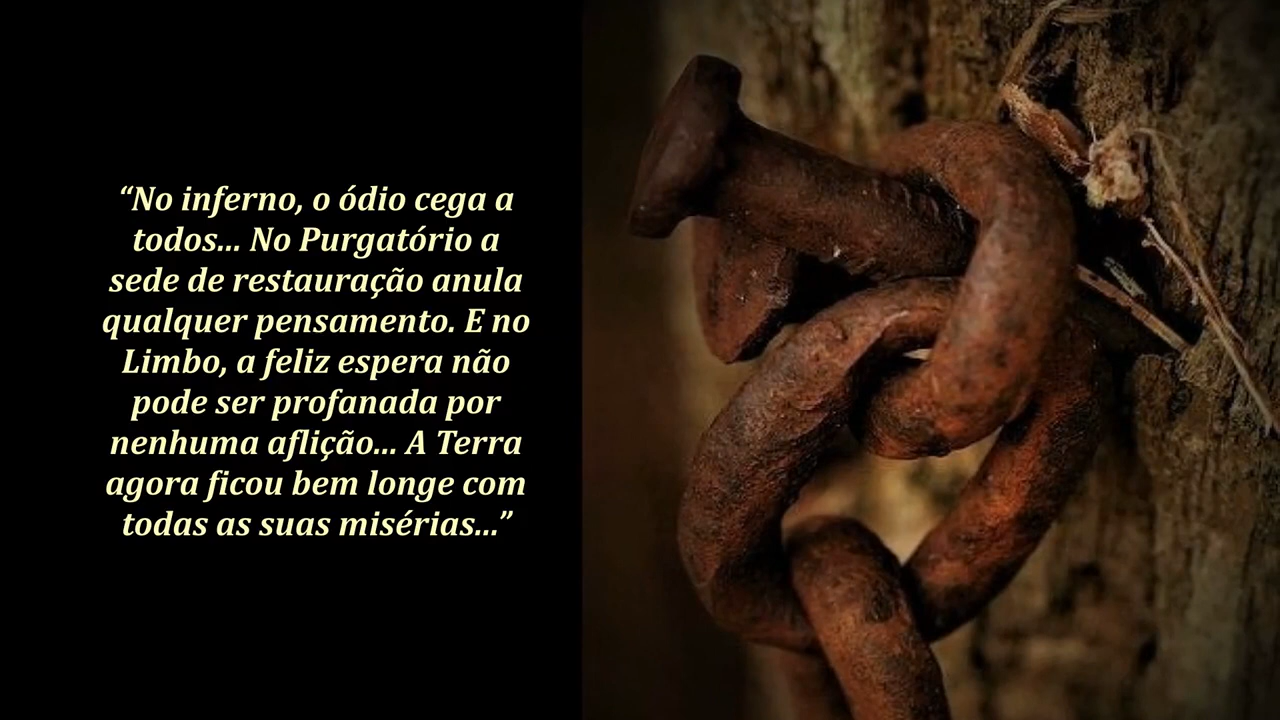 “No inferno, o ódio cega a
todos... No Purgatório a
sede de restauração anula
qualquer pensamento. E no
Limbo, a feliz espera não
pode ser profanada por
nenhuma aflição... A Terra
agora ficou bem longe com
todas as suas misérias...”